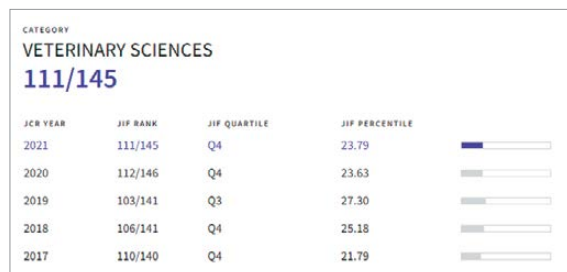 CATEGORY
VETERINARY SCIENCES
111/145
JCR YEAR JIF RANK JIF QUARTILE JIF PERCENTILE
2021 111/145 Q4 23.79
2020 112/146 Q4 23.63
2019 103/141 Q3 27.30
2018 106/141 Q4 25.18
2017 110/140 Q4 21.79